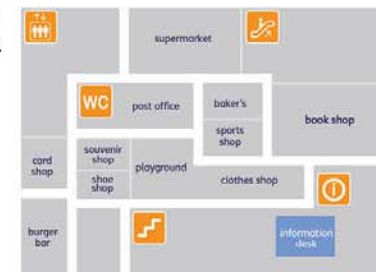 supermarket
WC
post office
baker's
book shop
sports
shop
souvenir
shop
card
shop
playground
shoe
shop
clothes shop
burger
bar
information
desk